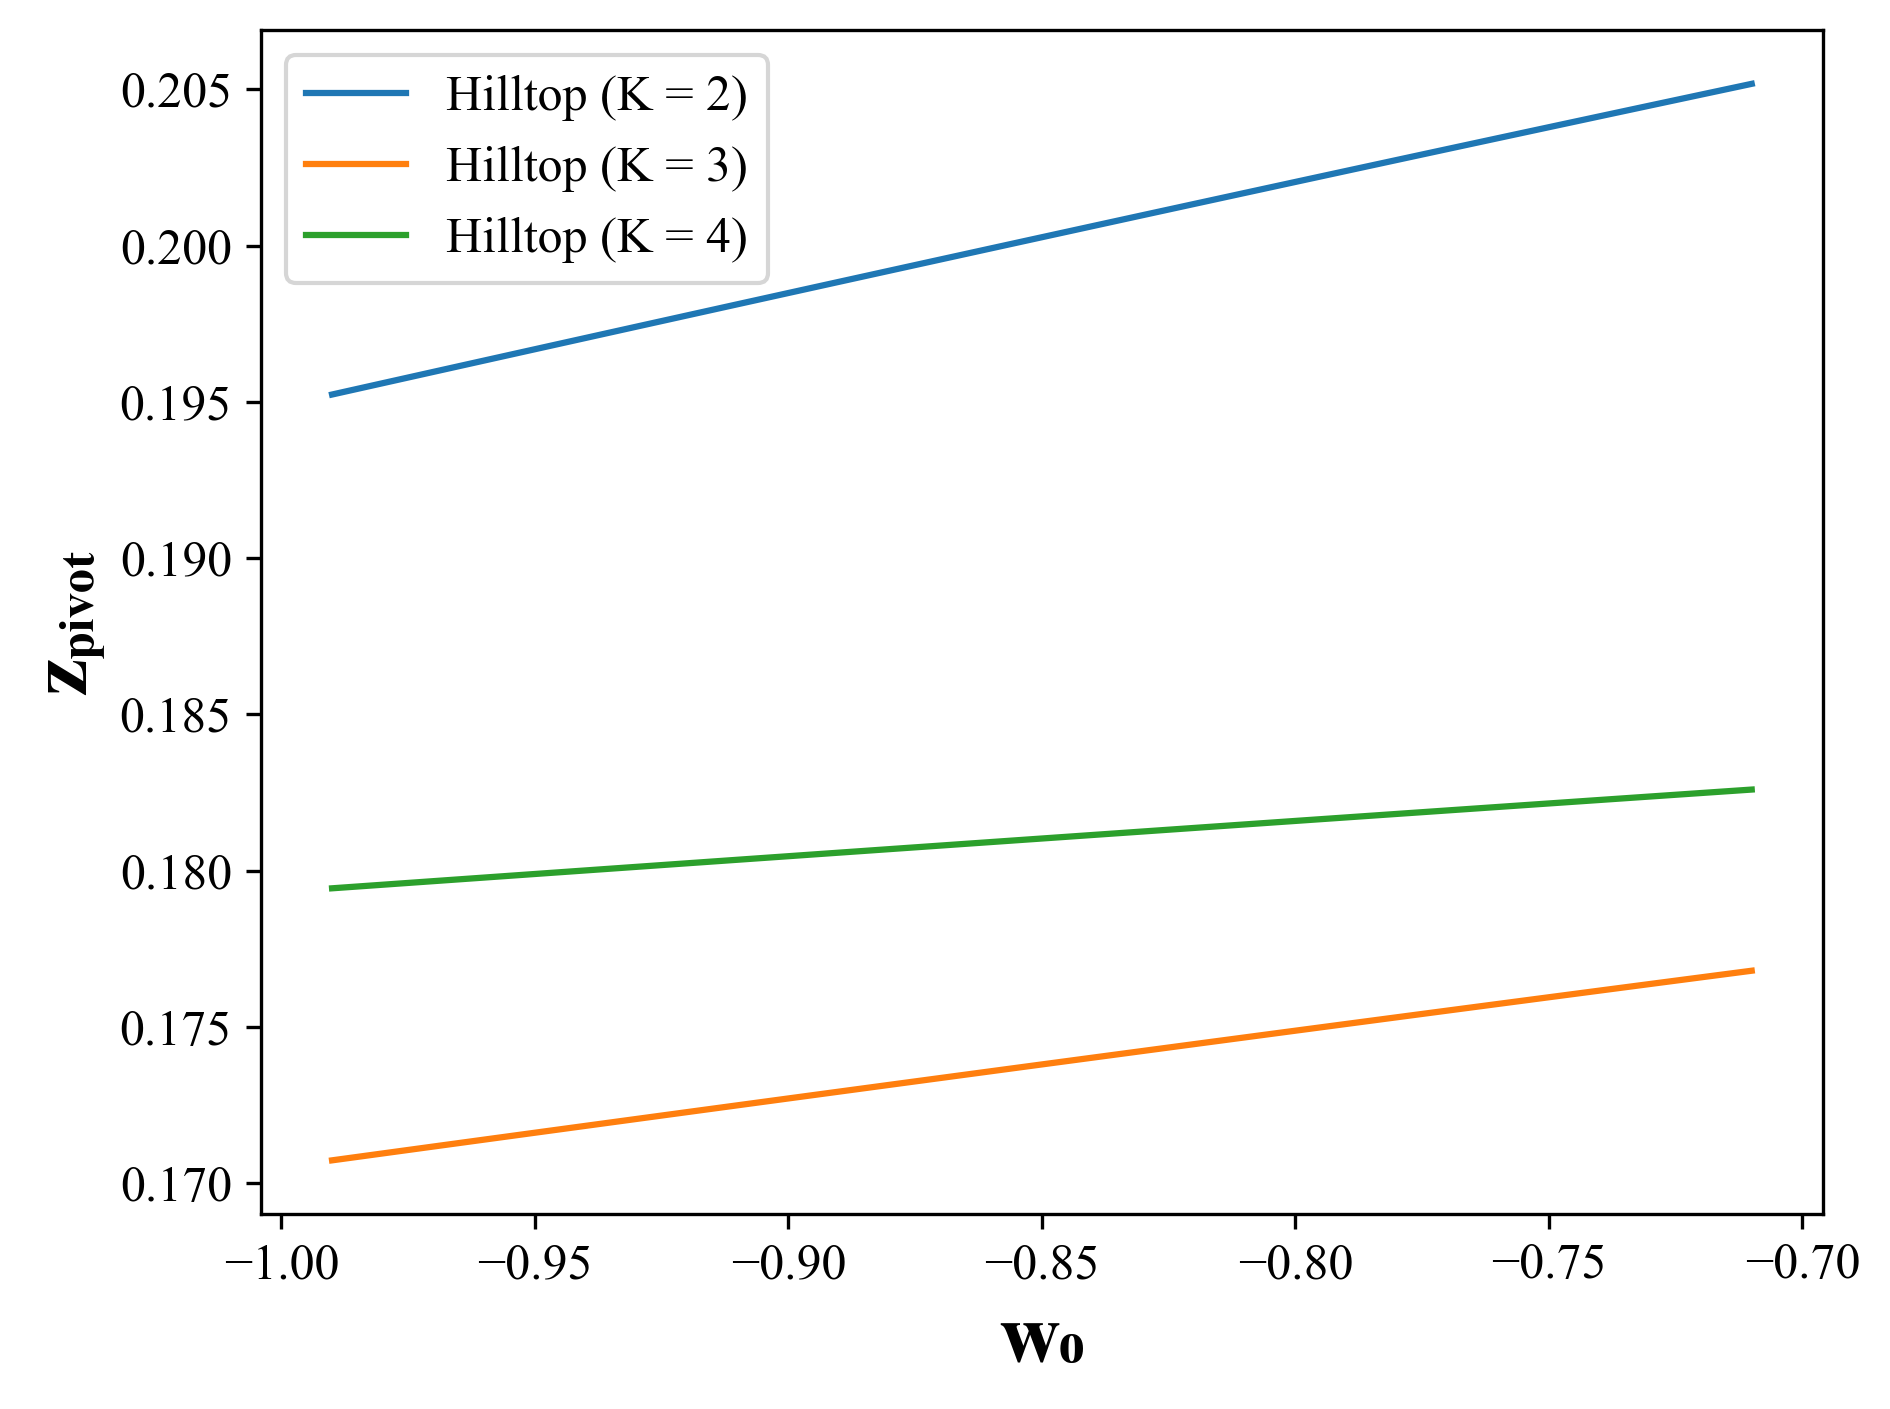 Hilltop (K = 2)
Hilltop (K = 3)
Hilltop (K = 4)
0.205
0.200
0.195
0.190
0.185
0.180
0.175
0.170
Zpivot
−1.00 −0.95 −0.90 −0.85 −0.80 −0.75 −0.70
w₀